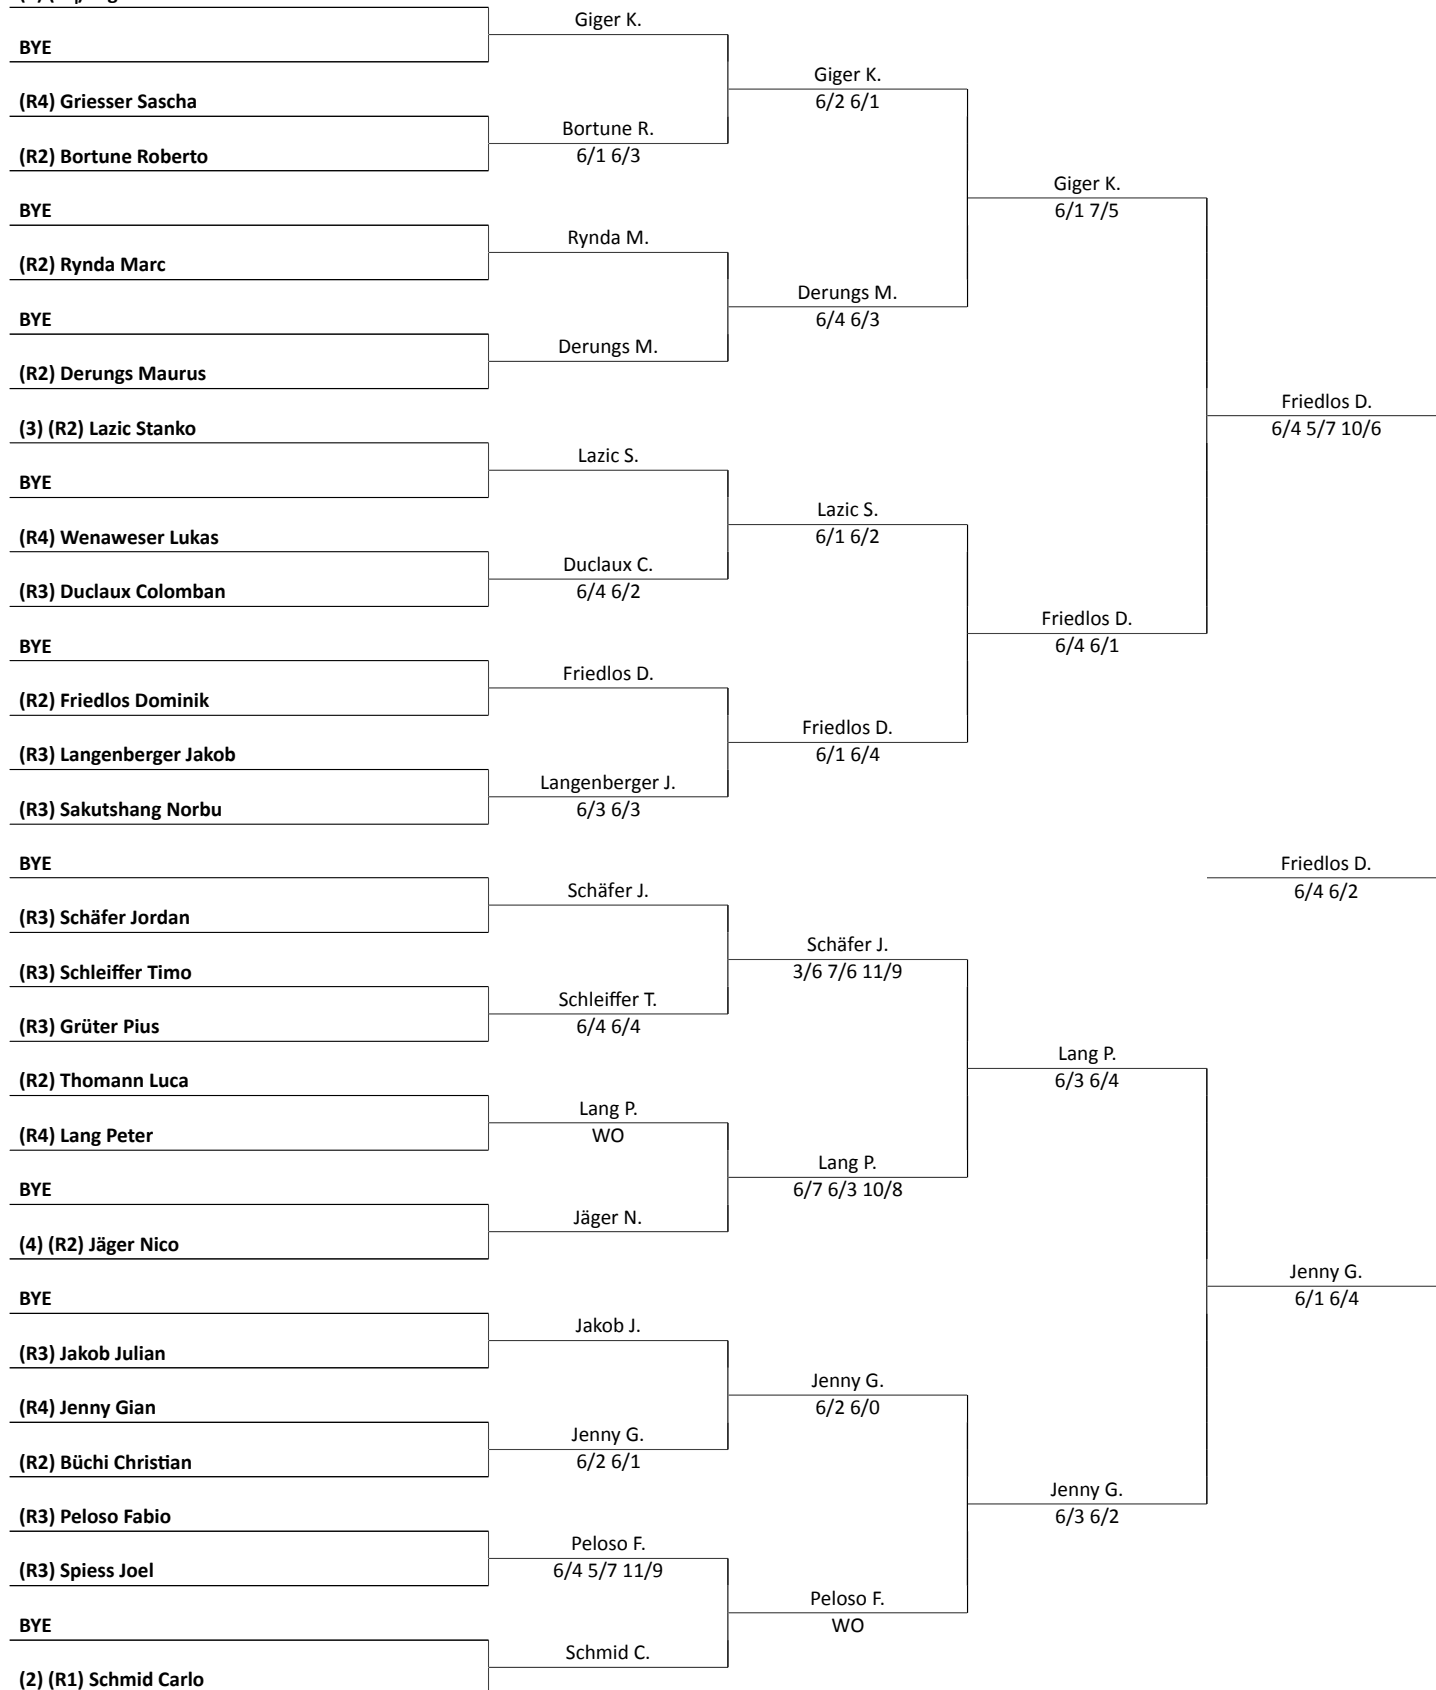 BYE
(R4) Griesser Sascha
(R2) Bortune Roberto
BYE
(R2) Rynda Marc
BYE
(R2) Derungs Maurus
(3) (R2) Lazic Stanko
BYE
(R4) Wenaweser Lukas
(R3) Duclaux Colomban
BYE
(R2) Friedlos Dominik
(R3) Langenberger Jakob
(R3) Sakutshang Norbu
BYE
(R3) Schäfer Jordan
(R3) Schleiffer Timo
(R3) Grüter Pius
(R2) Thomann Luca
(R4) Lang Peter
BYE
(4) (R2) Jäger Nico
BYE
(R3) Jakob Julian
(R4) Jenny Gian
(R2) Büchi Christian
(R3) Peloso Fabio
(R3) Spiess Joel
BYE
(2) (R1) Schmid Carlo
Giger K.
Bortune R.
6/1 6/3
Rynda M.
Derungs M.
Lazic S.
Duclaux C.
6/4 6/2
Friedlos D.
Langenberger J.
6/3 6/3
Schäfer J.
Schleiffer T.
6/4 6/4
Lang P.
WO
Jäger N.
Jakob J.
Jenny G.
6/2 6/1
Peloso F.
6/4 5/7 11/9
Schmid C.
Giger K.
6/2 6/1
Derungs M.
6/4 6/3
Lazic S.
6/1 6/2
Friedlos D.
6/1 6/4
Schäfer J.
3/6 7/6 11/9
Lang P.
6/7 6/3 10/8
Jenny G.
6/2 6/0
Peloso F.
WO
Giger K.
6/1 7/5
Friedlos D.
6/4 6/1
Lang P.
6/3 6/4
Jenny G.
6/3 6/2
Friedlos D.
6/4 5/7 10/6
Friedlos D.
6/4 6/2
Jenny G.
6/1 6/4